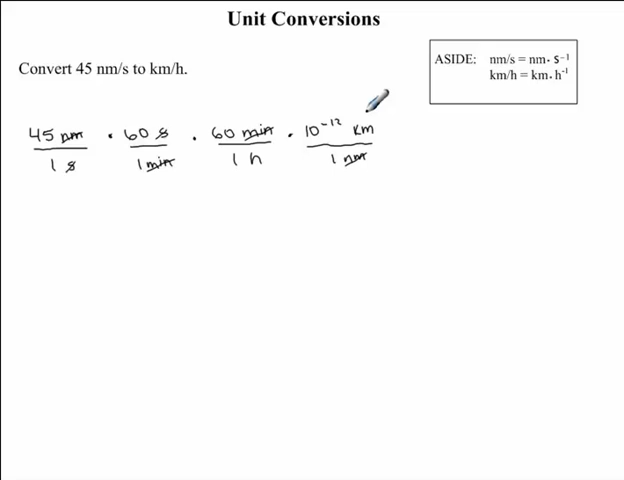 Unit Conversions
ASIDE: nm/s = nm · s⁻¹
km/h = km · h⁻¹
Convert 45 nm/s to km/h.
45 nm · 60 s · 60 min · 10⁻¹² km
1 s 1 min 1 h 1 nm